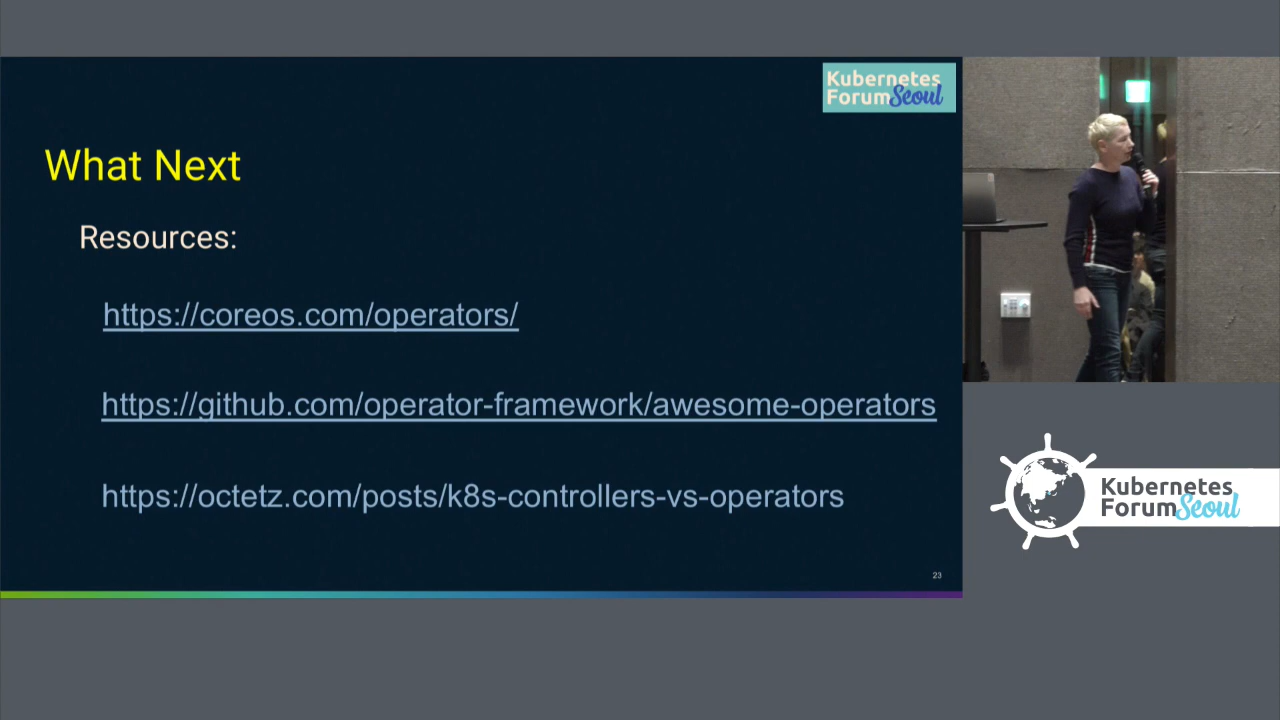 Kubernetes
Forum Seoul
What Next
Resources:
https://coreos.com/operators/
https://github.com/operator-framework/awesome-operators
https://octetz.com/posts/k8s-controllers-vs-operators
23
Kubernetes
Forum Seoul